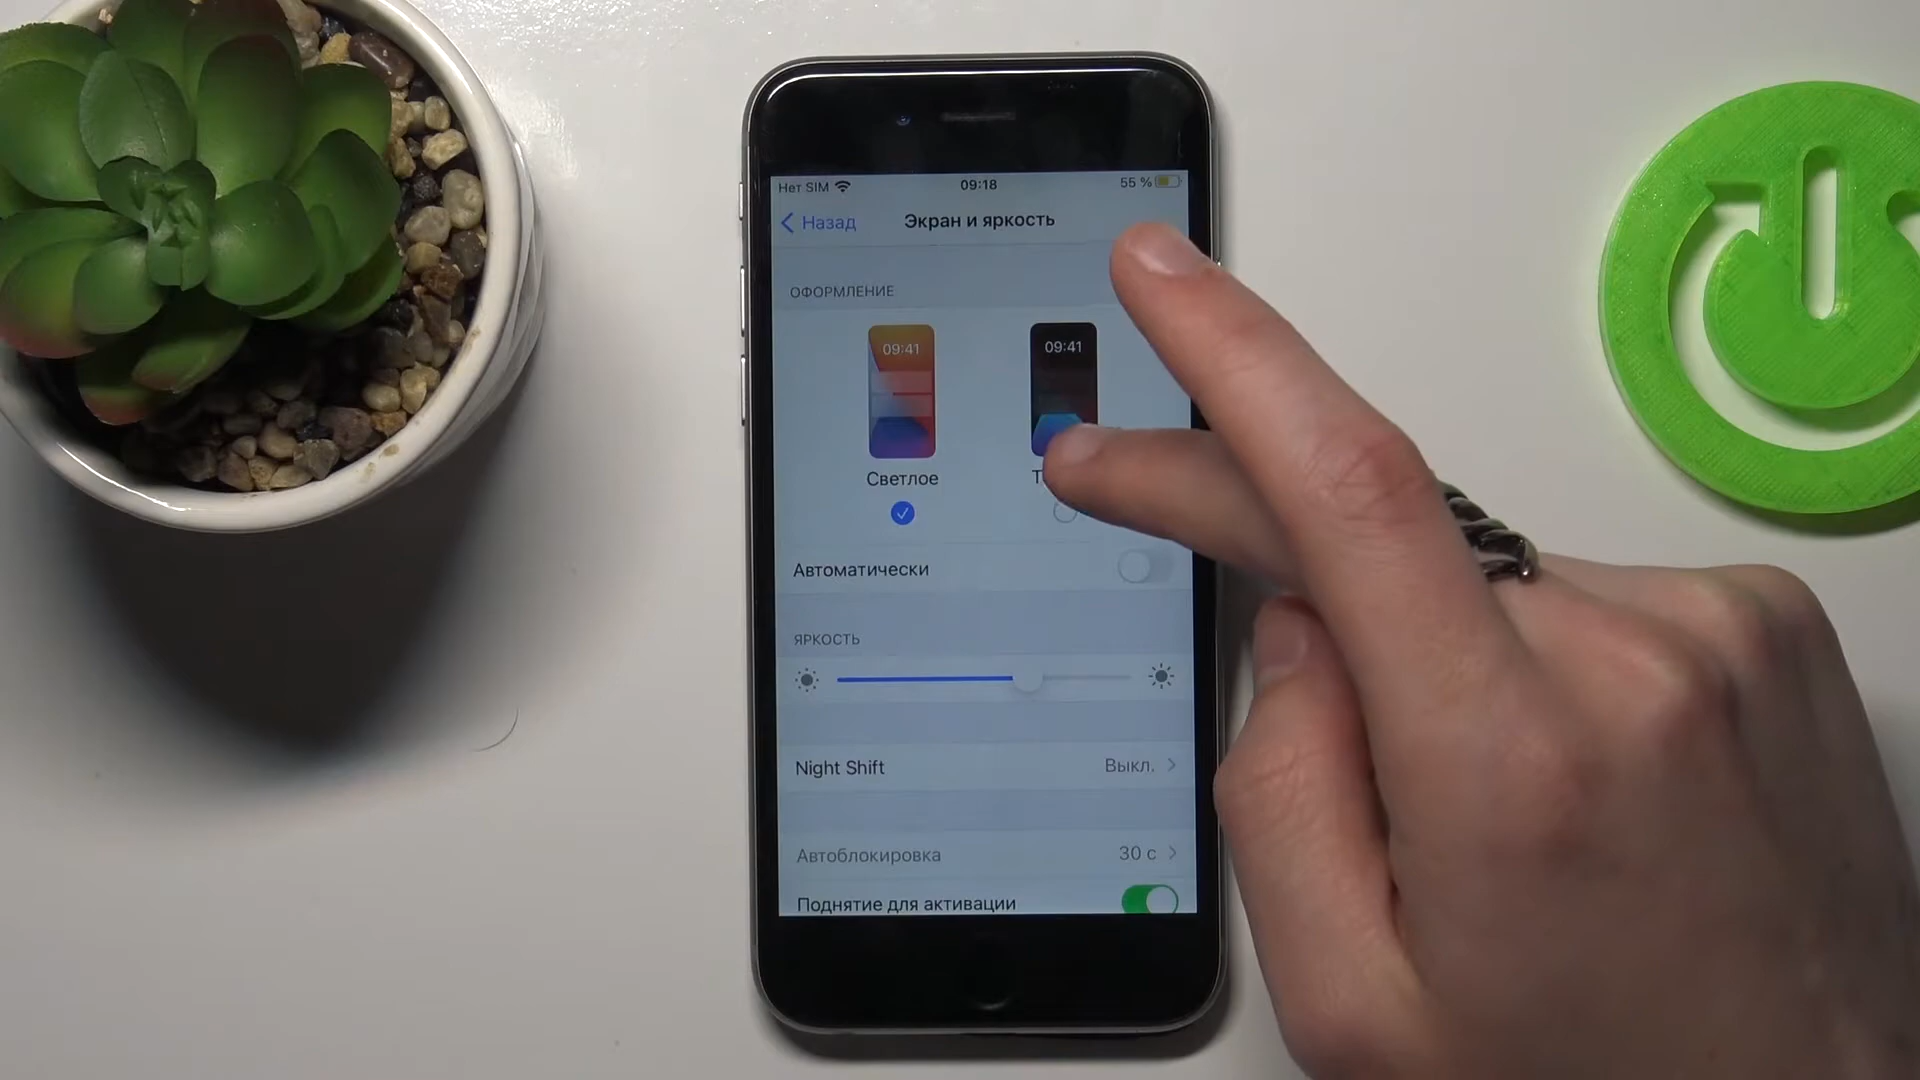 Нет SIM 09:18 55 %
Назад Экран и яркость
ОФОРМЛЕНИЕ
09:41 09:41
Светлое
Автоматически
ЯРКОСТЬ
Night Shift Выкл.
Автоблокировка 30 с
Поднятие для активации